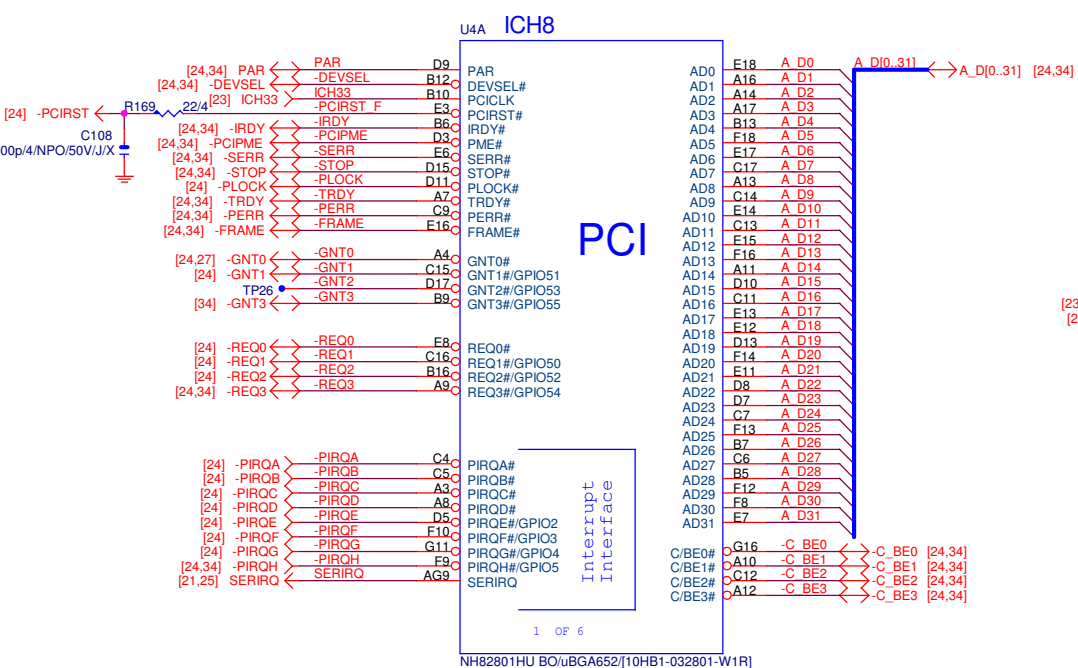 U4A ICH8
[24,34] PAR PAR D9 PAR
[24,34] -DEVSEL -DEVSEL B12 DEVSEL#
[23] ICH33 ICH33 B10 PCICLK
[24] -PCIRST R169 22/4 -PCIRST_F E3 PCIRST#
[24,34] -IRDY -IRDY B6 IRDY#
[24,34] -PCIPME -PCIPME D3 PME#
[24,34] -SERR -SERR E6 SERR#
[24,34] -STOP -STOP D15 STOP#
[24] -PLOCK -PLOCK D11 PLOCK#
[24,34] -TRDY -TRDY A7 TRDY#
[24,34] -PERR -PERR C9 PERR#
[24,34] -FRAME -FRAME E16 FRAME#
C108
00p/4/NPO/50V/J/X
[24,27] -GNT0 -GNT0 A4 GNT0#
[24] -GNT1 -GNT1 C15 GNT1#/GPIO51
TP26 -GNT2 D17 GNT2#/GPIO53
[34] -GNT3 -GNT3 B9 GNT3#/GPIO55
[24] -REQ0 -REQ0 E8 REQ0#
[24] -REQ1 -REQ1 C16 REQ1#/GPIO50
[24] -REQ2 -REQ2 B16 REQ2#/GPIO52
[24,34] -REQ3 -REQ3 A9 REQ3#/GPIO54
[24] -PIRQA -PIRQA C4 PIRQA#
[24] -PIRQB -PIRQB C5 PIRQB#
[24] -PIRQC -PIRQC A3 PIRQC#
[24] -PIRQD -PIRQD A8 PIRQD#
[24] -PIRQE -PIRQE D5 PIRQE#/GPIO2
[24] -PIRQF -PIRQF F10 PIRQF#/GPIO3
[24] -PIRQG -PIRQG G11 PIRQG#/GPIO4
[24,34] -PIRQH -PIRQH F9 PIRQH#/GPIO5
[21,25] SERIRQ SERIRQ AG9 SERIRQ
PCI
Interrupt
Interface
1 OF 6
AD0 E18 A_D0 A_D[0..31] A_D[0..31] [24,34]
AD1 A16 A_D1
AD2 A14 A_D2
AD3 A17 A_D3
AD4 B13 A_D4
AD5 F18 A_D5
AD6 E17 A_D6
AD7 C17 A_D7
AD8 A13 A_D8
AD9 C14 A_D9
AD10 E14 A_D10
AD11 C13 A_D11
AD12 E15 A_D12
AD13 F16 A_D13
AD14 A11 A_D14
AD15 D10 A_D15
AD16 C11 A_D16
AD17 E13 A_D17
AD18 E12 A_D18
AD19 D13 A_D19
AD20 F14 A_D20
AD21 E11 A_D21
AD22 D8 A_D22
AD23 D7 A_D23
AD24 C7 A_D24
AD25 F13 A_D25
AD26 B7 A_D26
AD27 C6 A_D27
AD28 B5 A_D28
AD29 F12 A_D29
AD30 F8 A_D30
AD31 E7 A_D31
C/BE0# G16 -C_BE0 -C_BE0 [24,34]
C/BE1# A10 -C_BE1 -C_BE1 [24,34]
C/BE2# C12 -C_BE2 -C_BE2 [24,34]
C/BE3# A12 -C_BE3 -C_BE3 [24,34]
[23
[2
NH82801HU BO/uBGA652/[10HB1-032801-W1R]